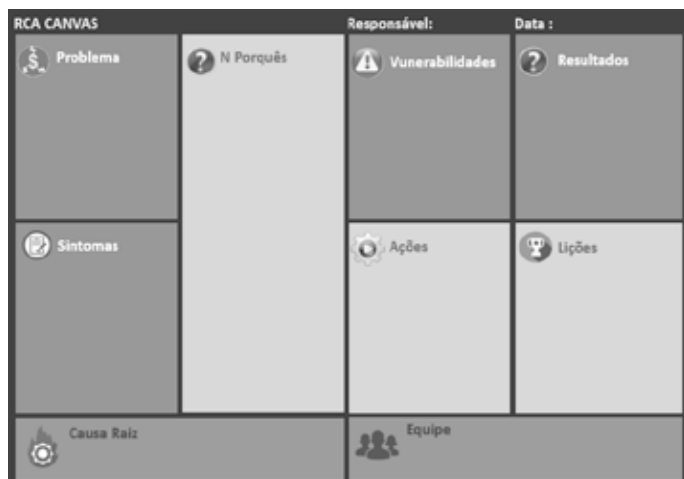 RCA CANVAS
Responsável:
Data :
Problema
N Porquês
Vunerabilidades
Resultados
Sintomas
Ações
Lições
Causa Raiz
Equipe